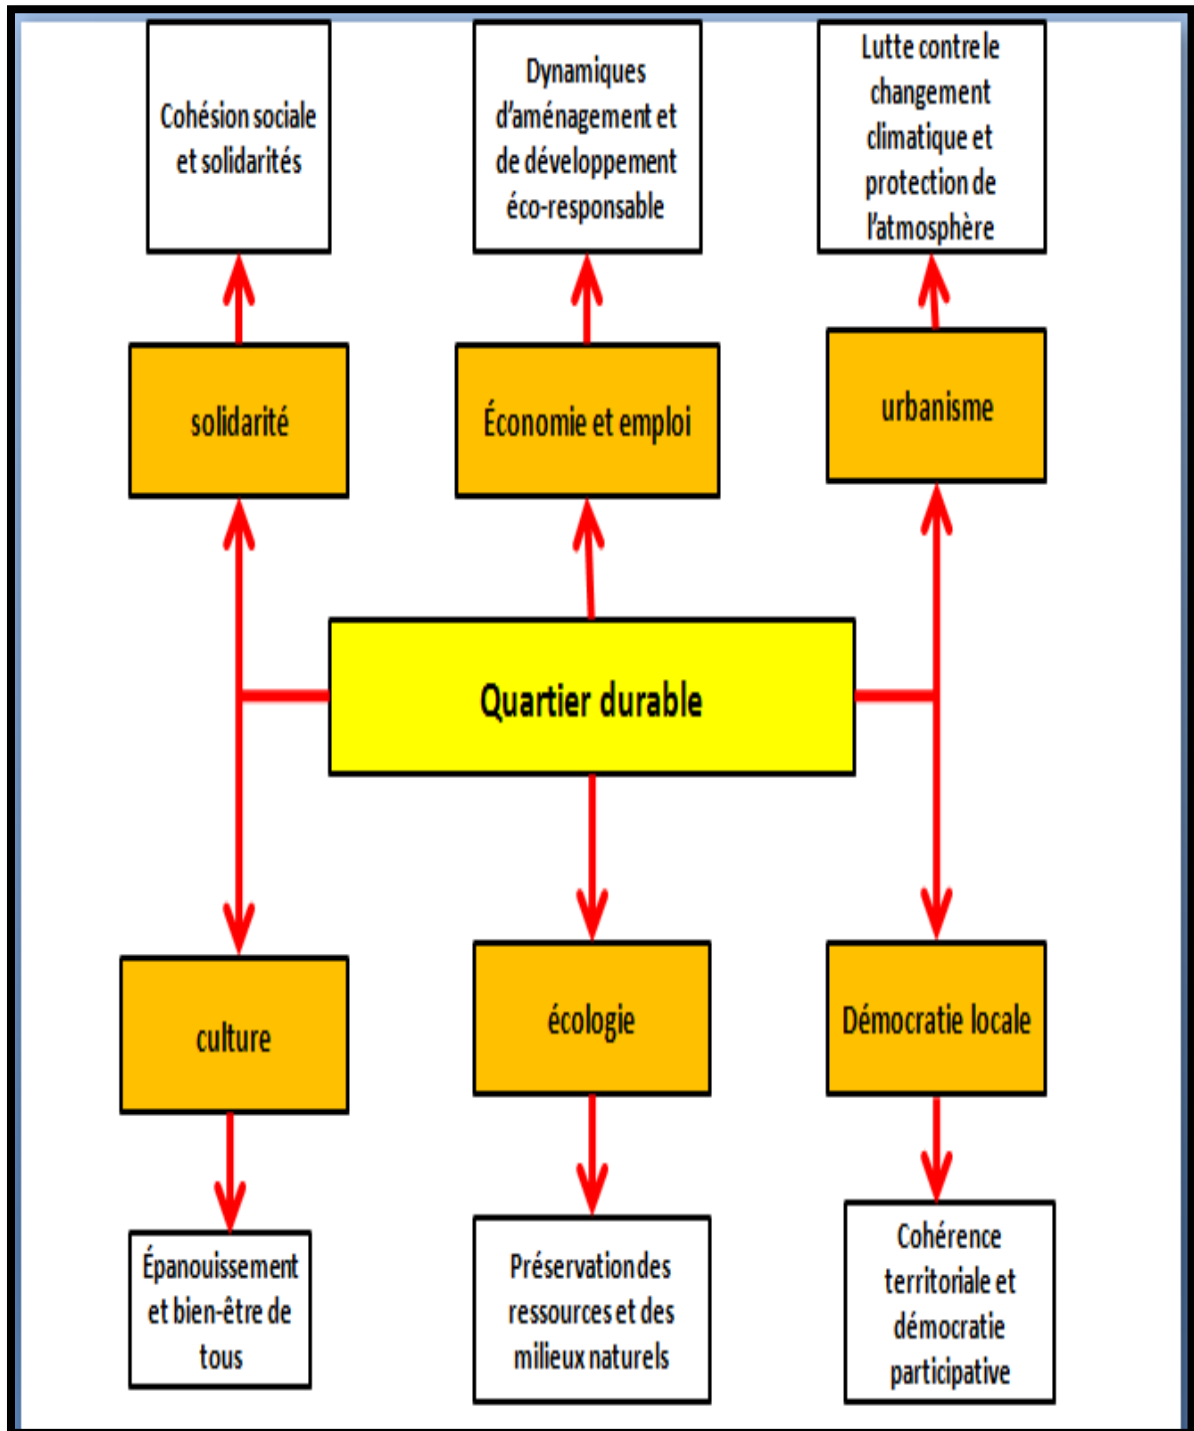 Cohésion sociale
et solidarités
Dynamiques
d'aménagement et
de développement
éco-responsable
Lutte contre le
changement
climatique et
protection de
l'atmosphère
solidarité
Économie et emploi
urbanisme
Quartier durable
culture
écologie
Démocratie locale
Épanouissement
et bien-être de
tous
Préservation des
ressources et des
milieux naturels
Cohérence
territoriale et
démocratie
participative